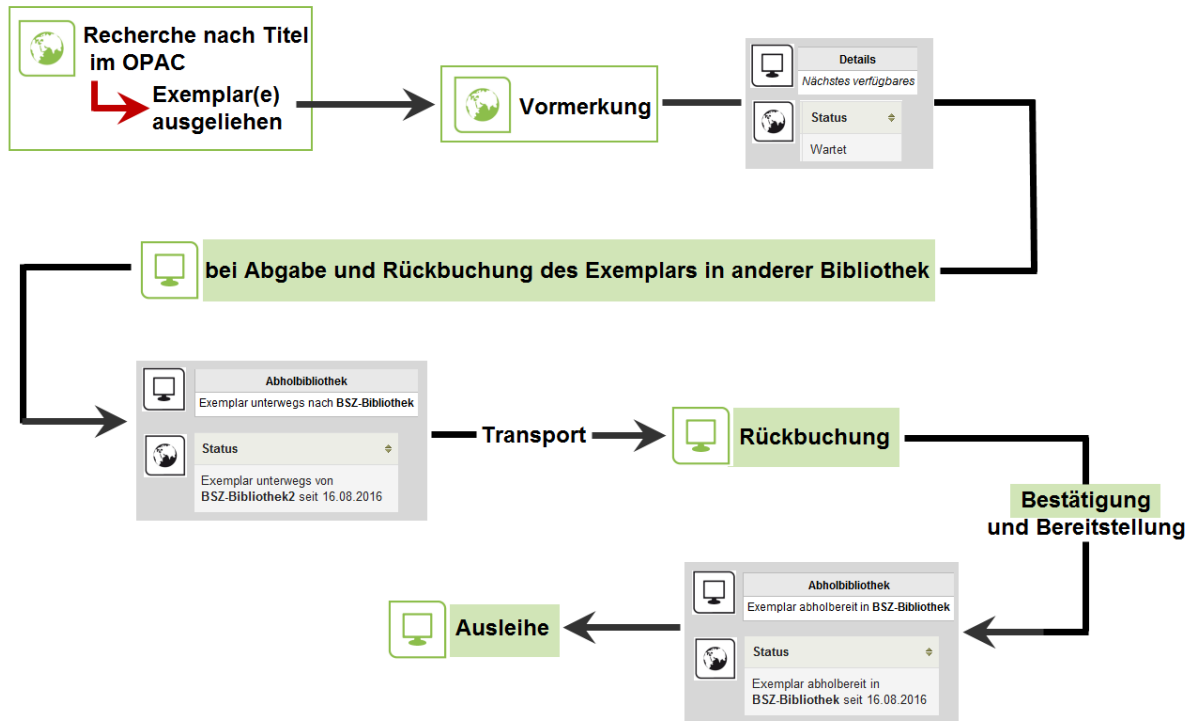 Recherche nach Titel
im OPAC
Exemplar(e)
ausgeliehen
Vormerkung
Details
Nächstes verfügbares
Status
Wartet
bei Abgabe und Rückbuchung des Exemplars in anderer Bibliothek
Abholbibliothek
Exemplar unterwegs nach BSZ-Bibliothek
Status
Exemplar unterwegs von
BSZ-Bibliothek2 seit 16.08.2016
Transport
Rückbuchung
Bestätigung
und Bereitstellung
Abholbibliothek
Exemplar abholbereit in BSZ-Bibliothek
Status
Exemplar abholbereit in
BSZ-Bibliothek seit 16.08.2016
Ausleihe